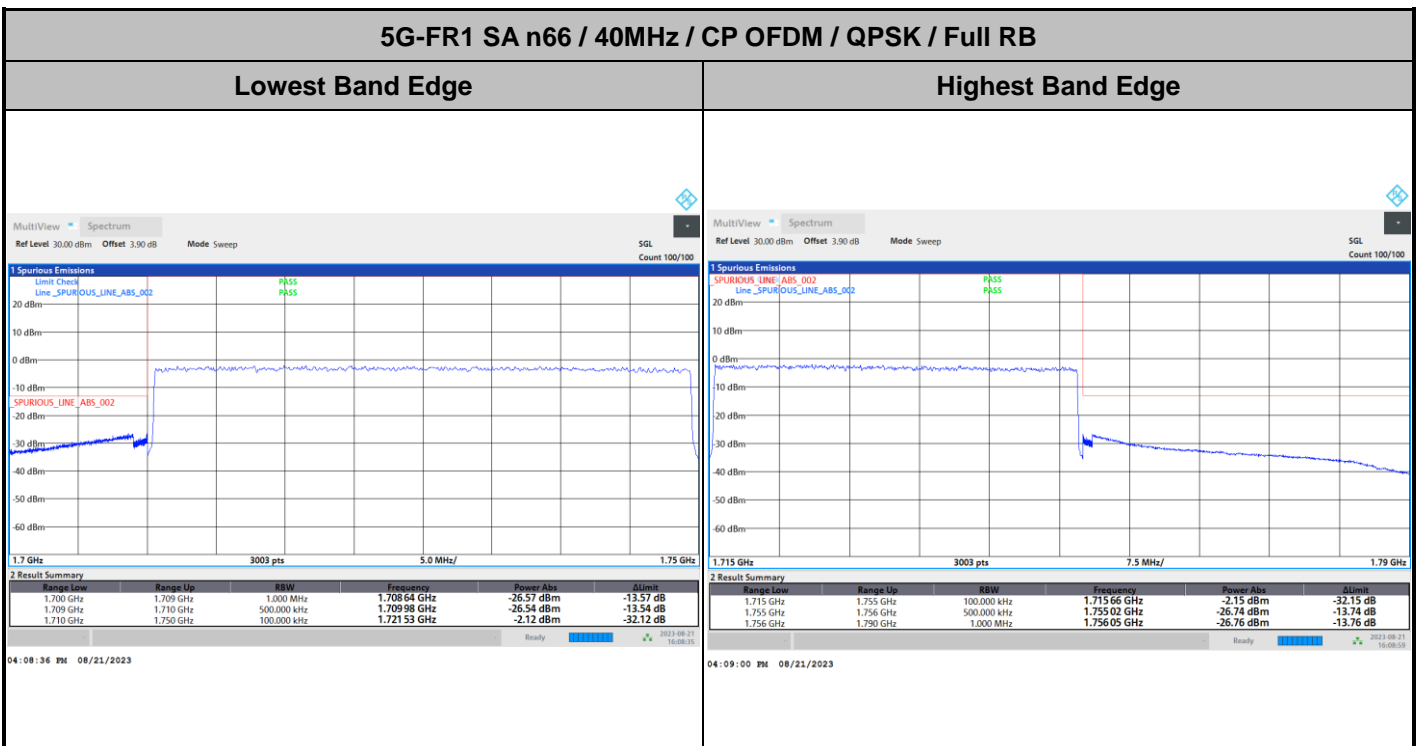 5G-FR1 SA n66 / 40MHz / CP OFDM / QPSK / Full RB
Lowest Band Edge
Highest Band Edge
MultiView Spectrum
Ref Level 30.00 dBm Offset 3.90 dB Mode Sweep SGL
Count 100/100
1 Spurious Emissions
Limit Check PASS
Line _SPURIOUS_LINE_ABS_002 PASS
20 dBm
10 dBm
0 dBm
-10 dBm
_SPURIOUS_LINE_ABS_002
-20 dBm
-30 dBm
-40 dBm
-50 dBm
-60 dBm
1.7 GHz 3003 pts 5.0 MHz/ 1.75 GHz
2 Result Summary
Range Low Range Up RBW Frequency Power Abs ΔLimit
1.700 GHz 1.709 GHz 1.000 MHz 1.708 64 GHz -26.57 dBm -13.57 dB
1.709 GHz 1.710 GHz 500.000 kHz 1.709 98 GHz -26.54 dBm -13.54 dB
1.710 GHz 1.750 GHz 100.000 kHz 1.721 53 GHz -2.12 dBm -32.12 dB
Ready 2023-08-21
16:08:35
04:08:36 PM 08/21/2023
MultiView Spectrum
Ref Level 30.00 dBm Offset 3.90 dB Mode Sweep SGL
Count 100/100
1 Spurious Emissions
_SPURIOUS_LINE_ABS_002 PASS
Line _SPURIOUS_LINE_ABS_002 PASS
20 dBm
10 dBm
0 dBm
-10 dBm
-20 dBm
-30 dBm
-40 dBm
-50 dBm
-60 dBm
1.715 GHz 3003 pts 7.5 MHz/ 1.79 GHz
2 Result Summary
Range Low Range Up RBW Frequency Power Abs ΔLimit
1.715 GHz 1.755 GHz 100.000 kHz 1.715 66 GHz -2.15 dBm -32.15 dB
1.755 GHz 1.756 GHz 500.000 kHz 1.755 02 GHz -26.74 dBm -13.74 dB
1.756 GHz 1.790 GHz 1.000 MHz 1.756 05 GHz -26.76 dBm -13.76 dB
Ready 2023-08-21
16:08:59
04:09:00 PM 08/21/2023